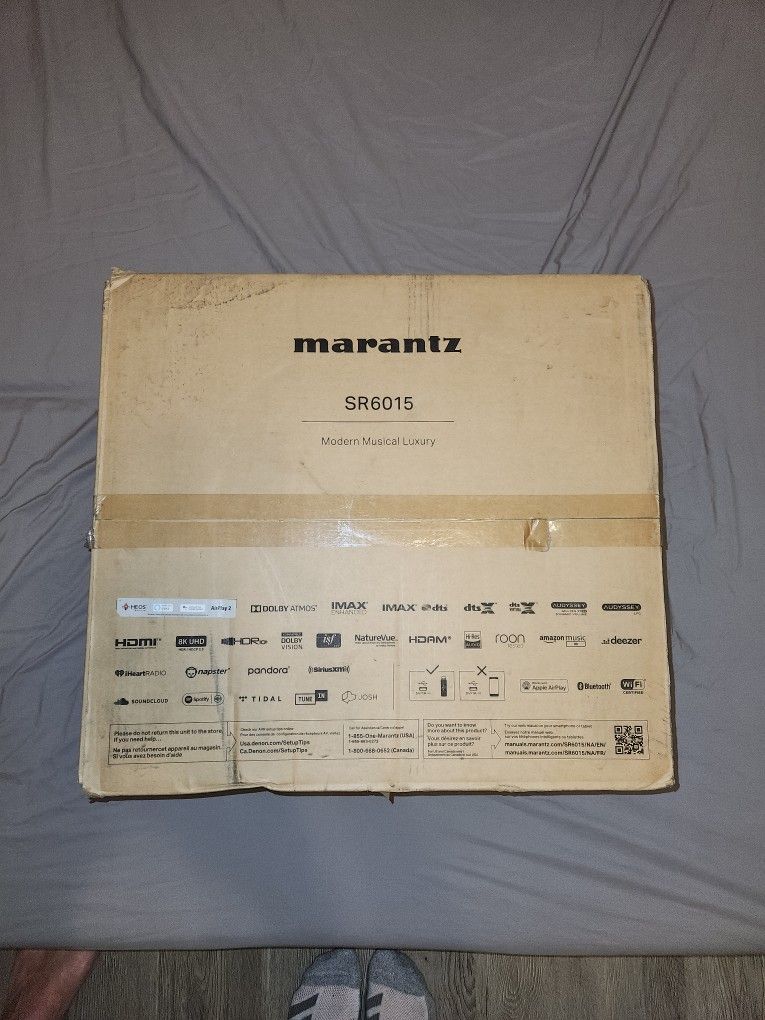 marantz
SR6015
Modern Musical Luxury
HEOS AirPlay 2 DOLBY ATMOS IMAX ENHANCED IMAX dts dts X dts AUDYSSEY AUDYSSEY
HDMI 8K UHD HDR10 DOLBY VISION isf NatureVue HDAM Hi-Res AUDIO roon tested amazon music HD deezer
iHeartRADIO napster pandora SiriusXM
SOUNDCLOUD Spotify TIDAL TUNE IN JOSH Apple AirPlay Bluetooth Wi Fi CERTIFIED
Please do not return this unit to the store,
if you need help...
Ne pas retournercet appareil au magasin.
Si vous avez besoin d'aide
Usa.denon.com/SetupTips
Ca.Denon.com/SetupTips
1-855-One-Marantz (USA)
1-800-668-0652 (Canada)
Do you want to know
more about this product?
Vous désirez en savoir
plus sur ce produit?
manuals.marantz.com/SR6015/NA/EN/
manuals.marantz.com/SR6015/NA/FR/